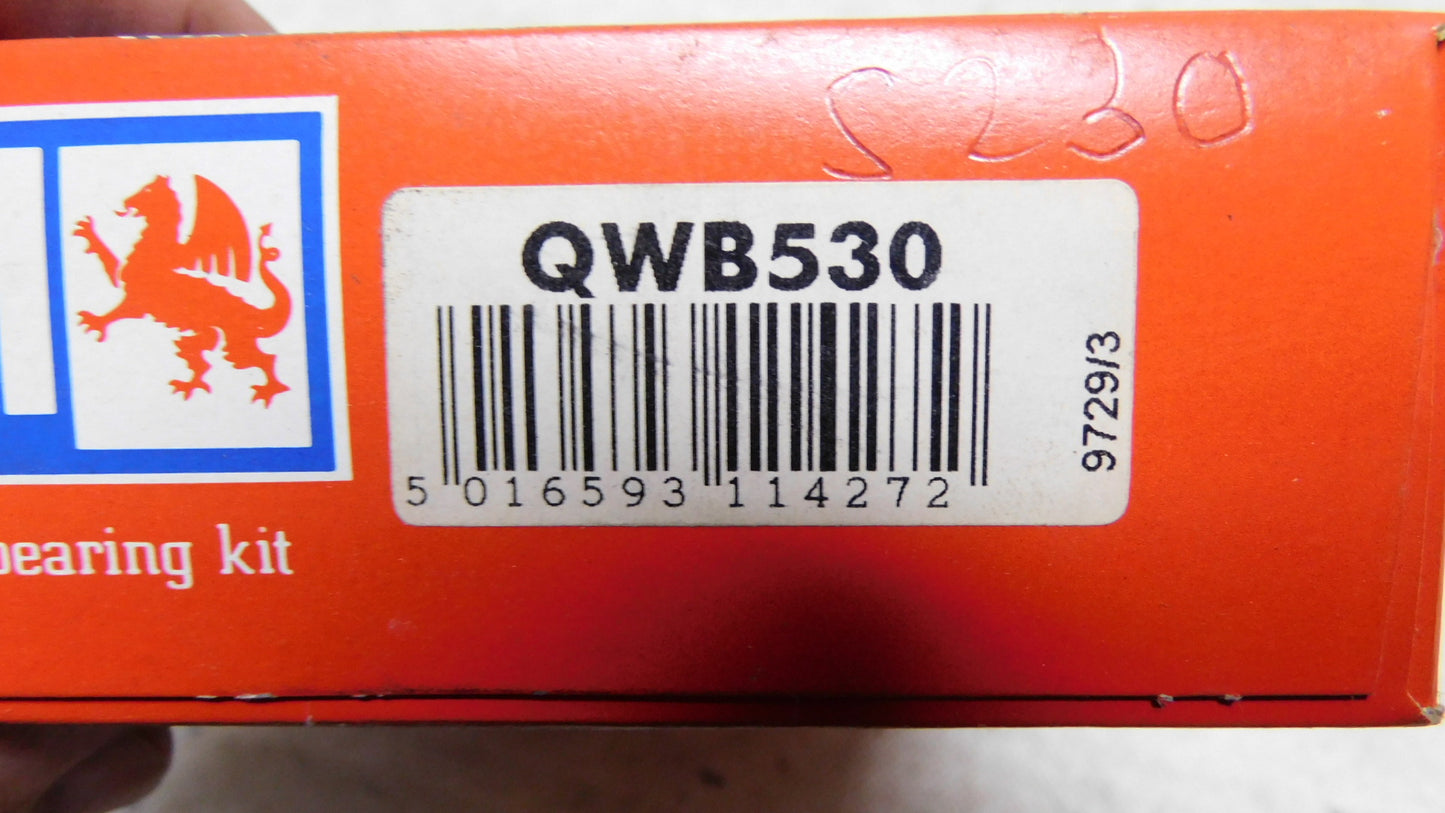 S230
QWB530
5 016593 114272
9729/3
bearing kit